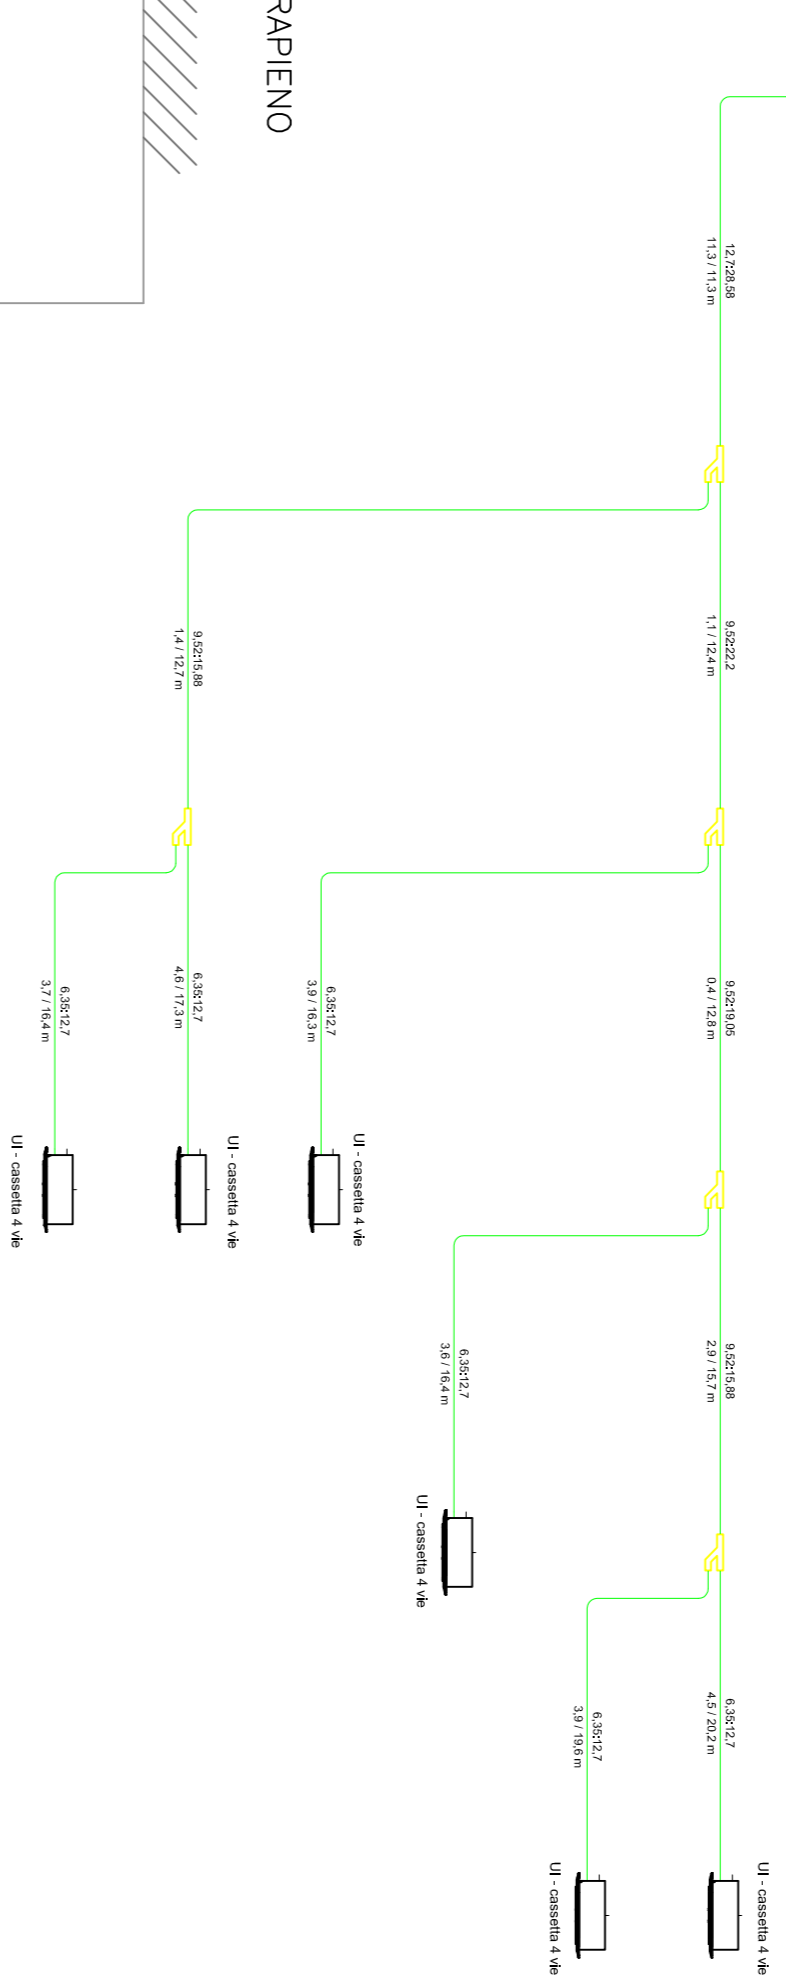 RAPIENO
12,7:28,58
11,3 / 11,3 m
9,52:22,2
1,1 / 12,4 m
9,52:15,88
1,4 / 12,7 m
9,52:19,05
0,4 / 12,8 m
6,35:12,7
3,9 / 16,3 m
6,35:12,7
4,6 / 17,3 m
6,35:12,7
3,7 / 16,4 m
UI - cassetta 4 vie
UI - cassetta 4 vie
UI - cassetta 4 vie
9,52:15,88
2,9 / 15,7 m
6,35:12,7
3,6 / 16,4 m
UI - cassetta 4 vie
6,35:12,7
4,5 / 20,2 m
6,35:12,7
3,9 / 19,6 m
UI - cassetta 4 vie
UI - cassetta 4 vie